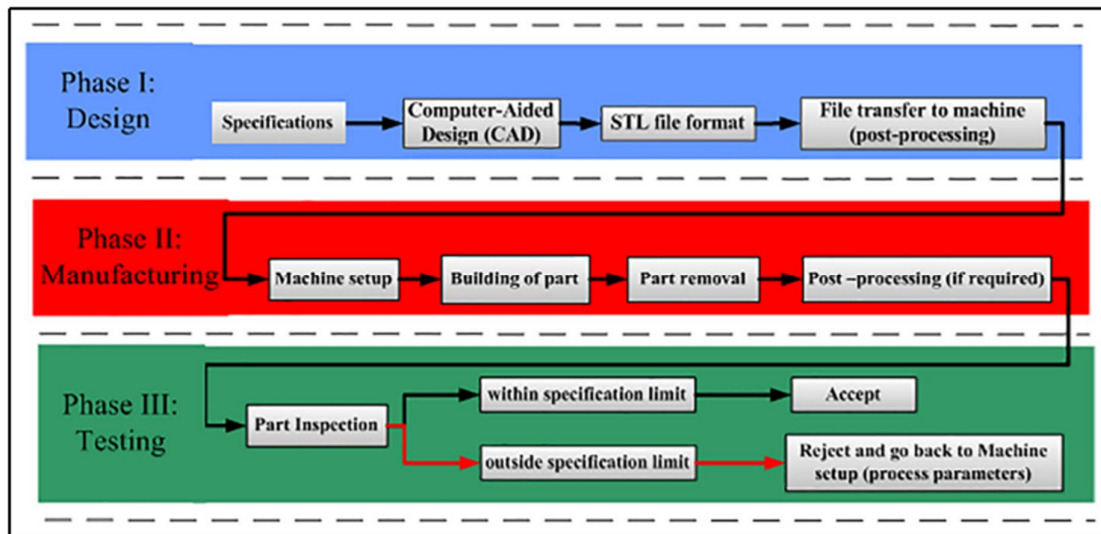 Phase I:
Design
Specifications
Computer-Aided
Design (CAD)
STL file format
File transfer to machine
(post-processing)
Phase II:
Manufacturing
Machine setup
Building of part
Part removal
Post –processing (if required)
Phase III:
Testing
Part Inspection
within specification limit
Accept
outside specification limit
Reject and go back to Machine
setup (process parameters)